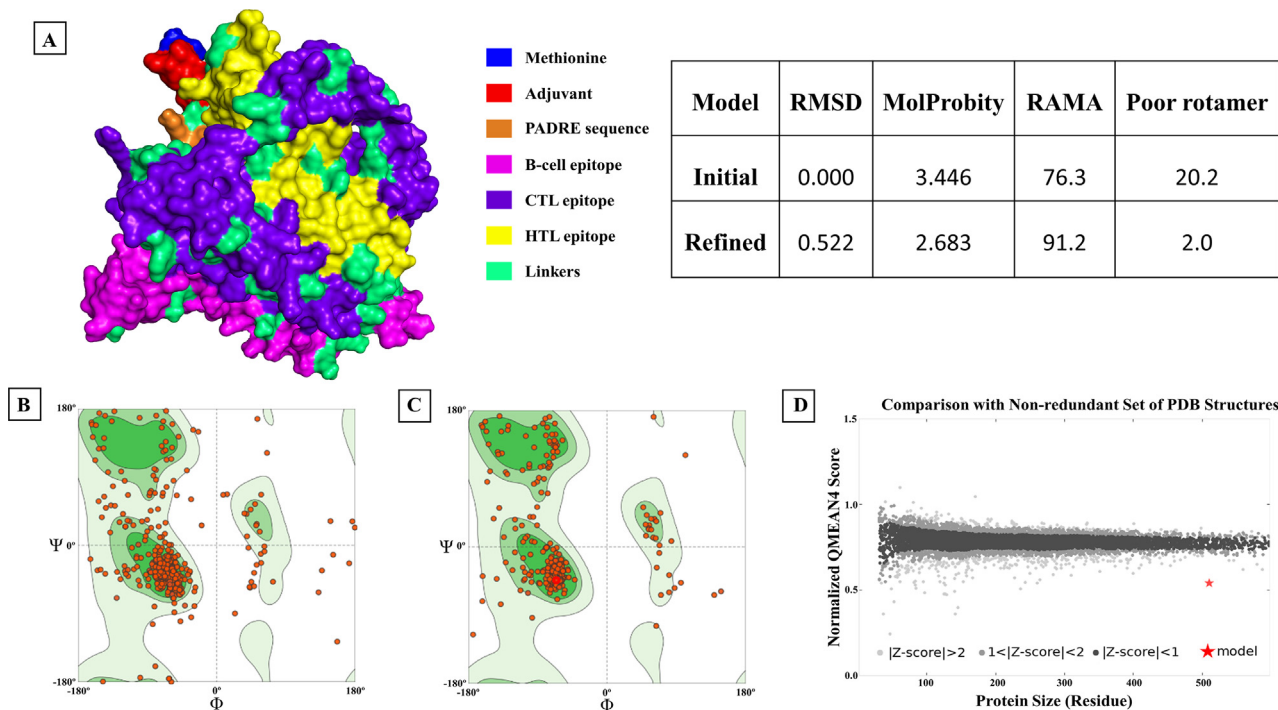 A
Methionine
Adjuvant
PADRE sequence
B-cell epitope
CTL epitope
HTL epitope
Linkers
Model RMSD MolProbity RAMA Poor rotamer
Initial 0.000 3.446 76.3 20.2
Refined 0.522 2.683 91.2 2.0
B
180°
Ψ 0°
-180°
-180° 0° 180°
Φ
C
180°
Ψ 0°
-180°
-180° 0° 180°
Φ
D
Comparison with Non-redundant Set of PDB Structures
Normalized QMEAN4 Score
1.5
1.0
0.5
0.0
|Z-score|>2 1<|Z-score|<2 |Z-score|<1 model
100 200 300 400 500
Protein Size (Residue)